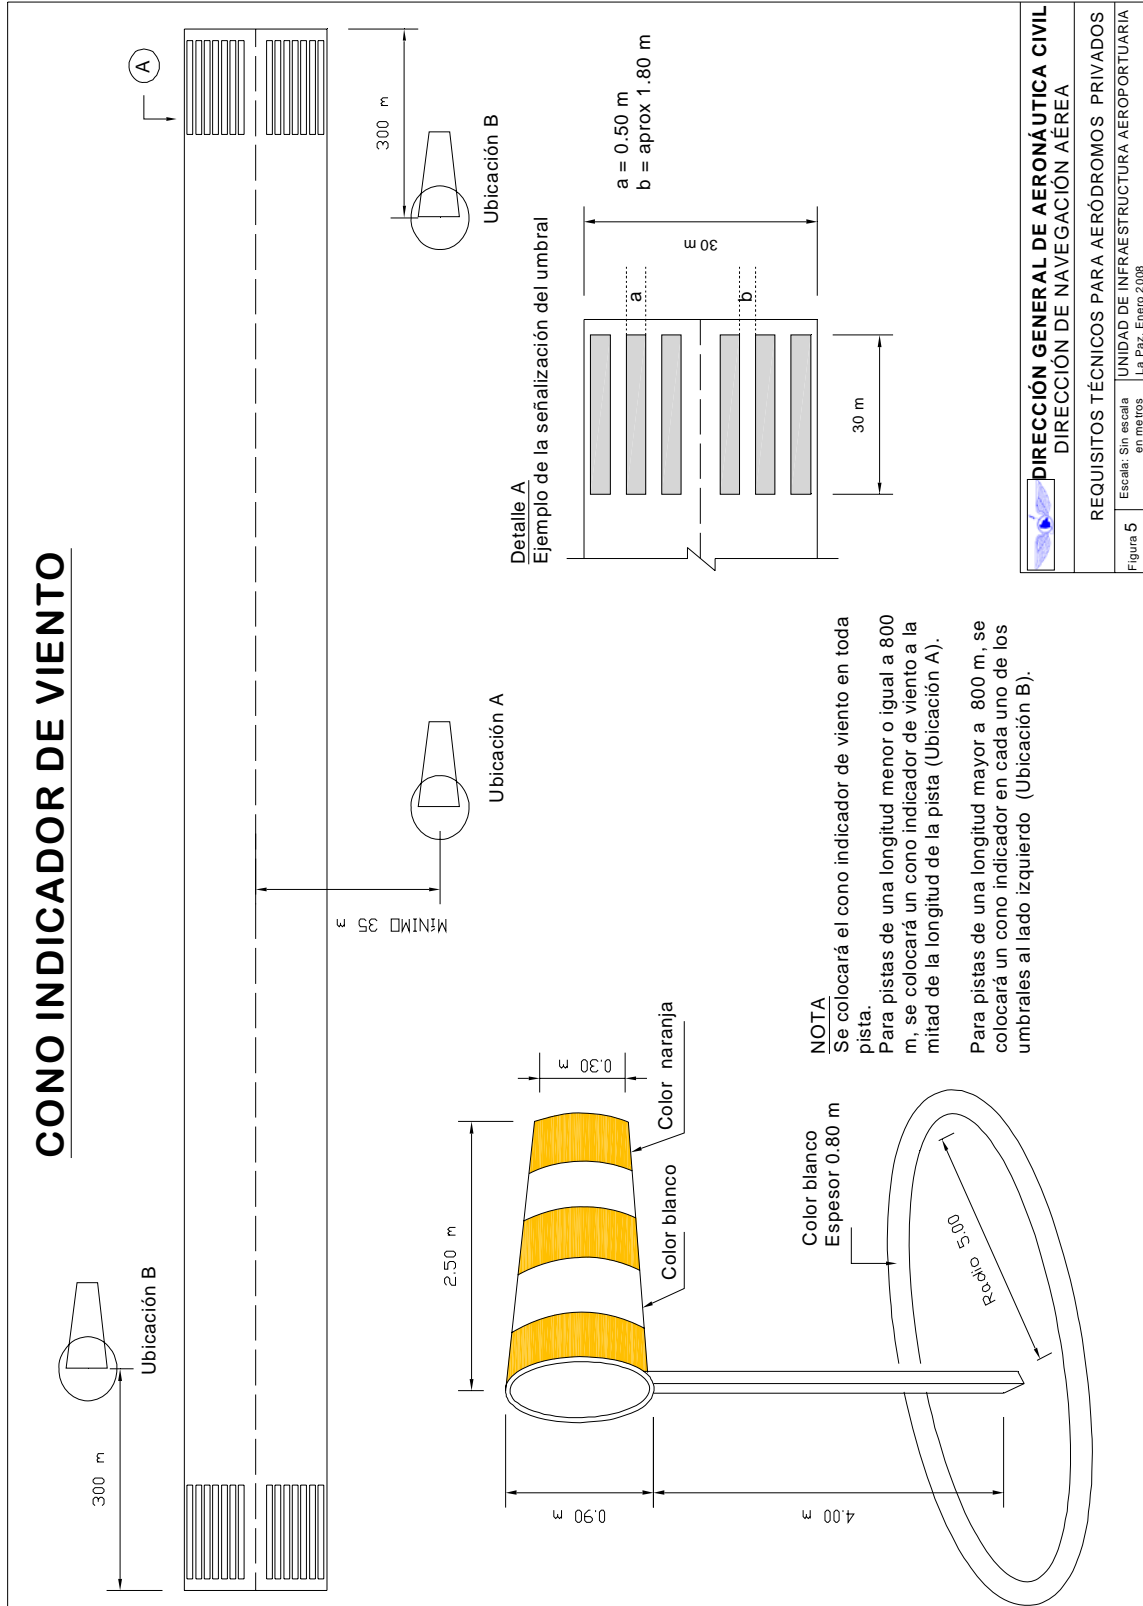 CONO INDICADOR DE VIENTO
300 m
Ubicación B
A
300 m
Ubicación B
MíNIMO 35 m
Ubicación A
Detalle A
Ejemplo de la señalización del umbral
a = 0.50 m
b = aprox 1.80 m
a
b
30 m
30 m
2.50 m
0.30 m
0.90 m
4.00 m
Color blanco
Color naranja
Color blanco
Espesor 0.80 m
Radio 5.00
NOTA
Se colocará el cono indicador de viento en toda
pista.
Para pistas de una longitud menor o igual a 800
m, se colocará un cono indicador de viento a la
mitad de la longitud de la pista (Ubicación A).
Para pistas de una longitud mayor a 800 m, se
colocará un cono indicador en cada uno de los
umbrales al lado izquierdo (Ubicación B).
DIRECCIÓN GENERAL DE AERONÁUTICA CIVIL
DIRECCIÓN DE NAVEGACIÓN AÉREA
REQUISITOS TÉCNICOS PARA AERÓDROMOS PRIVADOS
Figura 5
Escala: Sin escala
en metros
UNIDAD DE INFRAESTRUCTURA AEROPORTUARIA
La Paz, Enero 2008